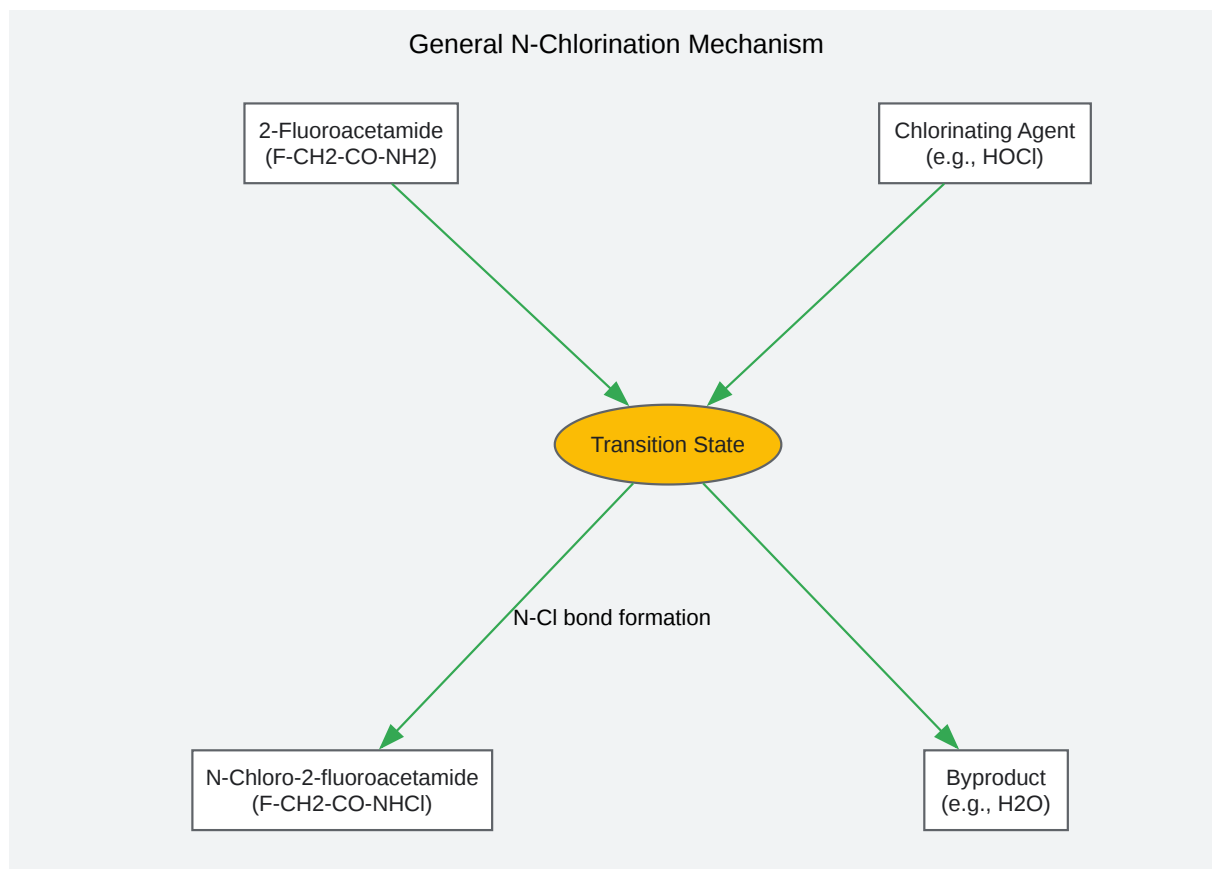 General N-Chlorination Mechanism
2-Fluoroacetamide
(F-CH2-CO-NH2)
Chlorinating Agent
(e.g., HOCl)
Transition State
N-Cl bond formation
N-Chloro-2-fluoroacetamide
(F-CH2-CO-NHCl)
Byproduct
(e.g., H2O)